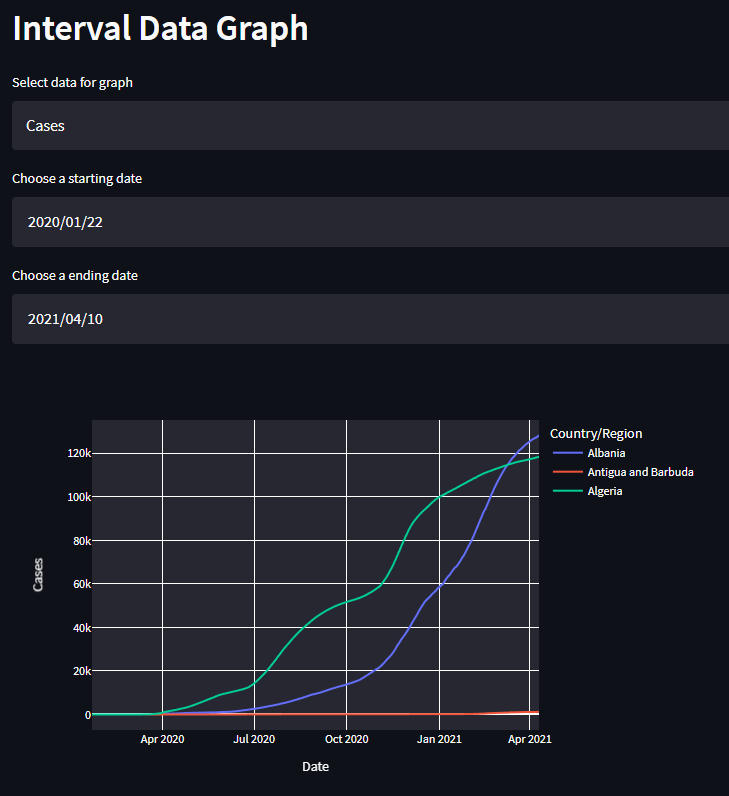 Interval Data Graph
Select data for graph
Cases
Choose a starting date
2020/01/22
Choose a ending date
2021/04/10
Country/Region
Albania
Antigua and Barbuda
Algeria
120k
100k
80k
60k
40k
20k
0
Cases
Apr 2020 Jul 2020 Oct 2020 Jan 2021 Apr 2021
Date